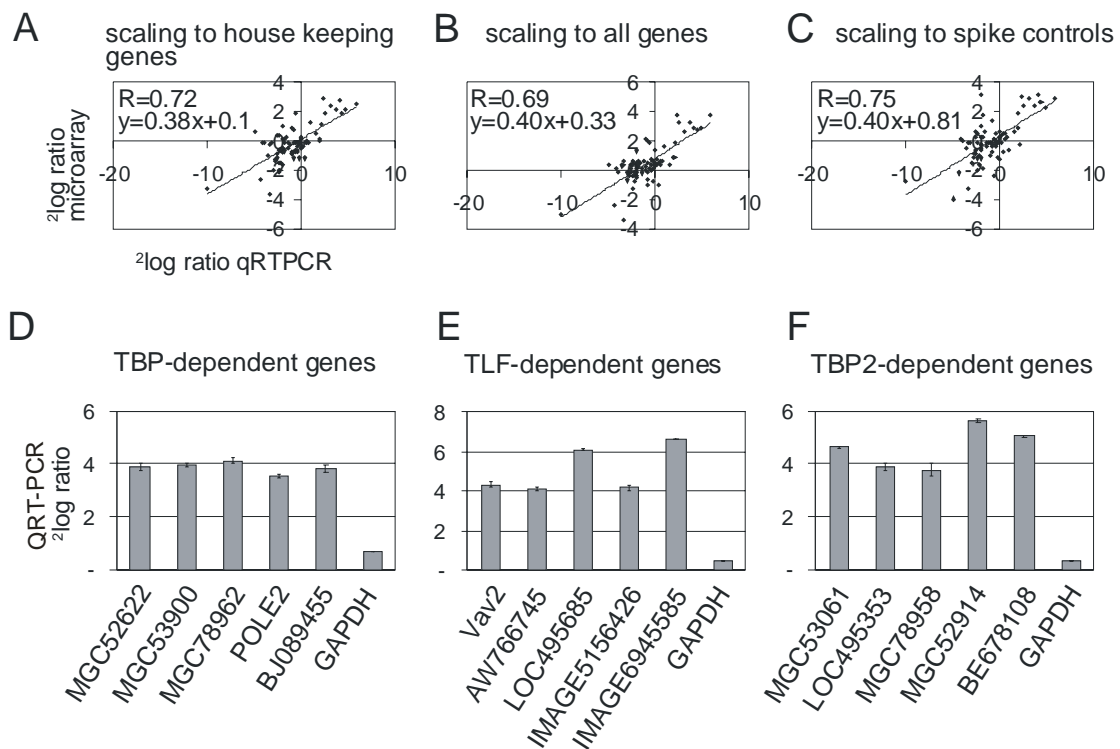 A
scaling to house keeping
genes
B
scaling to all genes
C
scaling to spike controls
²log ratio
microarray
R=0.72
y=0.38x+0.1
4
2
0
-2
-4
-6
-20
-10
0
10
R=0.69
y=0.40x+0.33
6
4
2
0
-2
-4
-20
-10
0
10
R=0.75
y=0.40x+0.81
4
2
0
-2
-4
-6
-20
-10
0
10
²log ratio qRTPCR
D
TBP-dependent genes
E
TLF-dependent genes
F
TBP2-dependent genes
QRT-PCR
²log ratio
6
4
2
-
MGC52622
MGC53900
MGC78962
POLE2
BJ089455
GAPDH
8
6
4
2
-
Vav2
AW766745
LOC495685
IMAGE5156426
IMAGE6945585
GAPDH
6
4
2
-
MGC53061
LOC495353
MGC78958
MGC52914
BE678108
GAPDH